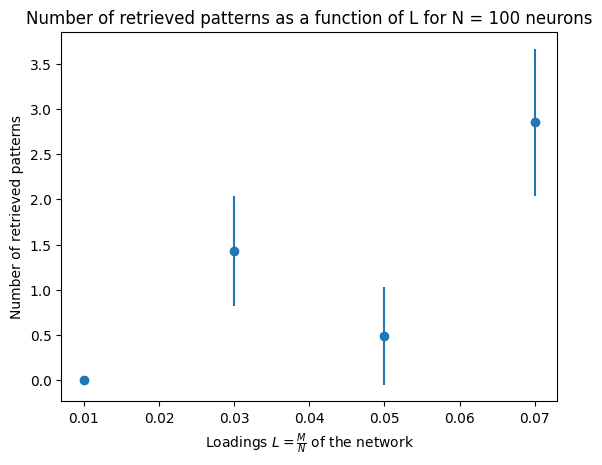 Number of retrieved patterns as a function of L for N = 100 neurons
Number of retrieved patterns
3.5
3.0
2.5
2.0
1.5
1.0
0.5
0.0
0.01 0.02 0.03 0.04 0.05 0.06 0.07
Loadings $L = \frac{M}{N}$ of the network